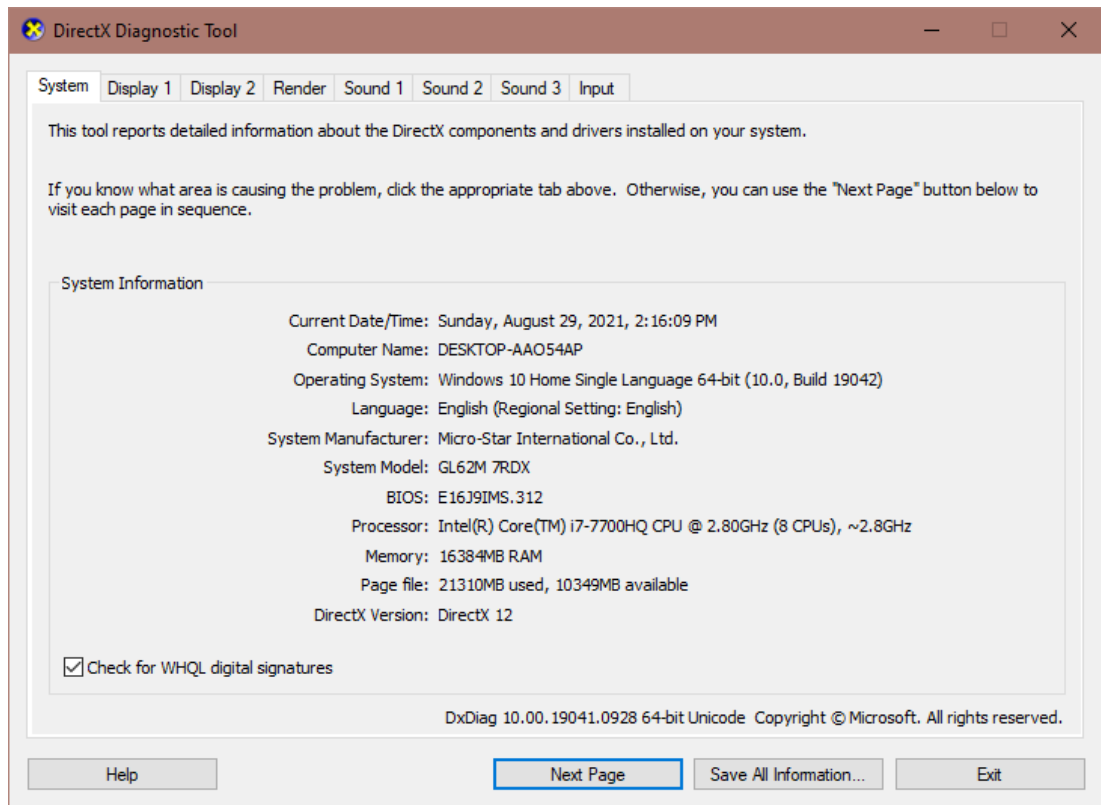 DirectX Diagnostic Tool
System Display 1 Display 2 Render Sound 1 Sound 2 Sound 3 Input
This tool reports detailed information about the DirectX components and drivers installed on your system.
If you know what area is causing the problem, click the appropriate tab above.  Otherwise, you can use the "Next Page" button below to
visit each page in sequence.
System Information
Current Date/Time: Sunday, August 29, 2021, 2:16:09 PM
Computer Name: DESKTOP-AAO54AP
Operating System: Windows 10 Home Single Language 64-bit (10.0, Build 19042)
Language: English (Regional Setting: English)
System Manufacturer: Micro-Star International Co., Ltd.
System Model: GL62M 7RDX
BIOS: E16J9IMS.312
Processor: Intel(R) Core(TM) i7-7700HQ CPU @ 2.80GHz (8 CPUs), ~2.8GHz
Memory: 16384MB RAM
Page file: 21310MB used, 10349MB available
DirectX Version: DirectX 12
Check for WHQL digital signatures
DxDiag 10.00.19041.0928 64-bit Unicode  Copyright © Microsoft. All rights reserved.
Help Next Page Save All Information... Exit